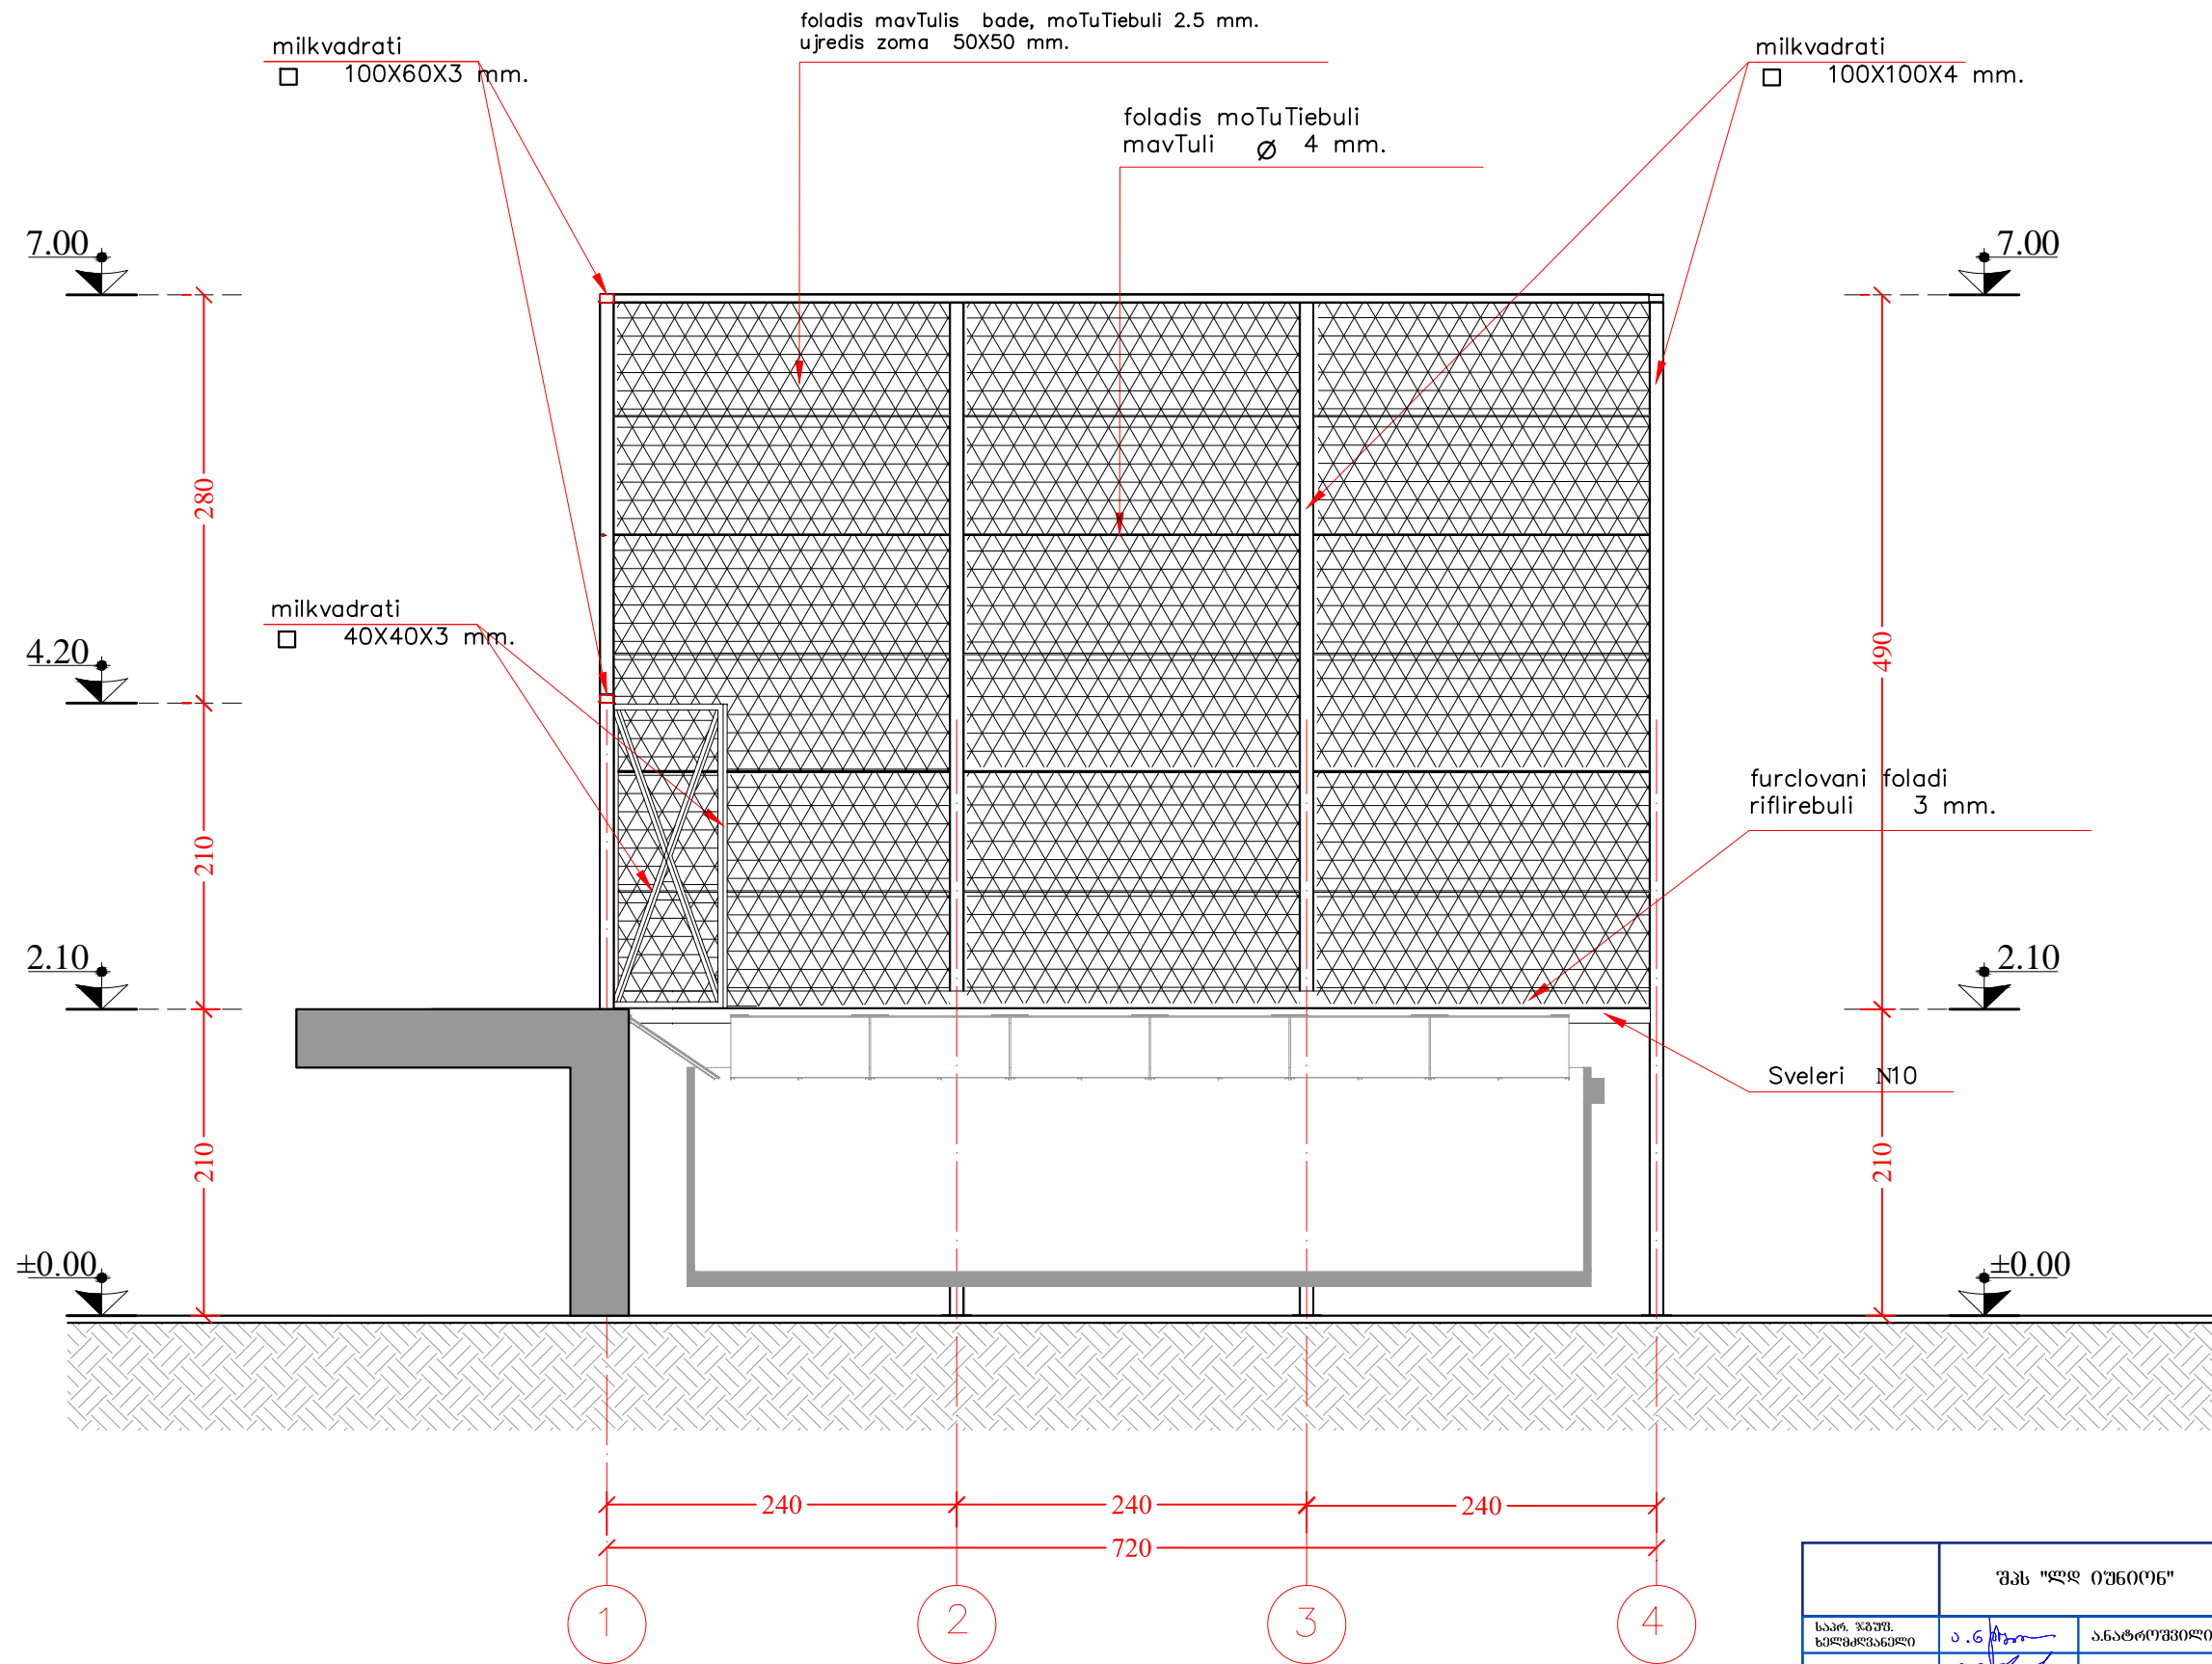 foladis mavTulis bade, moTuTiebuli 2.5 mm.
ujredis zoma 50X50 mm.
milkvadrati
100X60X3 mm.
milkvadrati
100X100X4 mm.
foladis moTuTiebuli
mavTuli Ø 4 mm.
7.00
7.00
280
milkvadrati
40X40X3 mm.
4.20
490
furclovani foladi
riflirebuli 3 mm.
210
2.10
2.10
Sveleri N10
210
210
±0.00
±0.00
240
240
240
720
1
2
3
4
შპს "ლდ იუნიონ"
საპრ. ჯგუფ.
ხელმძღვანელი
ა.ნატროშვილი